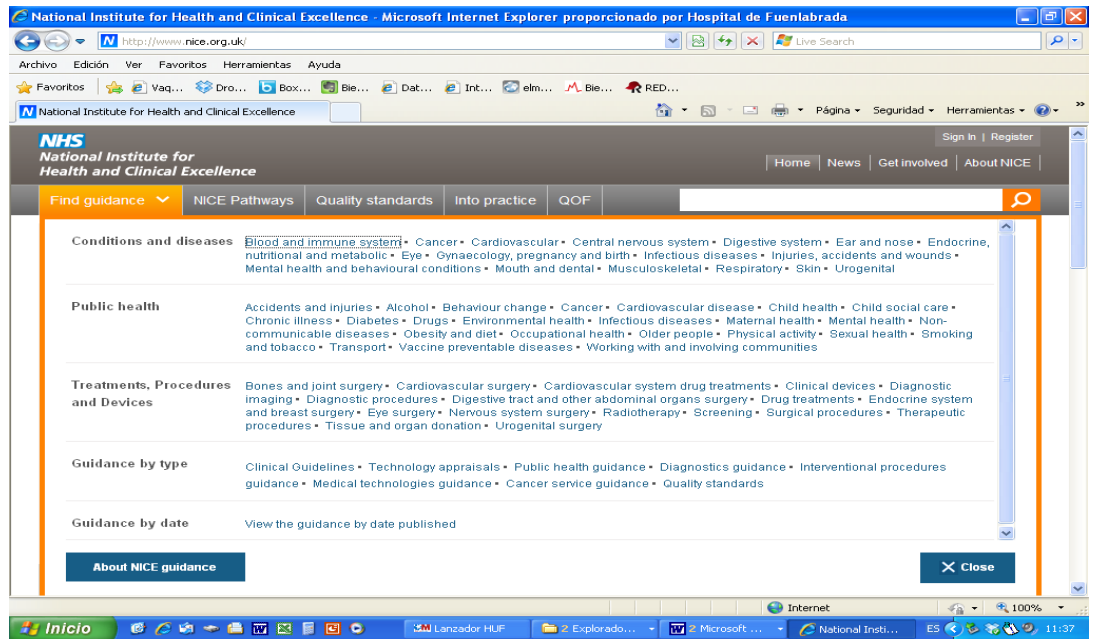 National Institute for Health and Clinical Excellence - Microsoft Internet Explorer proporcionado por Hospital de Fuenlabrada
http://www.nice.org.uk/
Live Search
Archivo Edición Ver Favoritos Herramientas Ayuda
Favoritos Vaq... Dro... Box... Bie... Dat... Int... elm... Bie... RED...
National Institute for Health and Clinical Excellence
Página Seguridad Herramientas
NHS
National Institute for
Health and Clinical Excellence
Sign In | Register
Home News Get involved About NICE
Find guidance NICE Pathways Quality standards Into practice QOF
Conditions and diseases Blood and immune system • Cancer • Cardiovascular • Central nervous system • Digestive system • Ear and nose • Endocrine,
nutritional and metabolic • Eye • Gynaecology, pregnancy and birth • Infectious diseases • Injuries, accidents and wounds •
Mental health and behavioural conditions • Mouth and dental • Musculoskeletal • Respiratory • Skin • Urogenital
Public health Accidents and injuries • Alcohol • Behaviour change • Cancer • Cardiovascular disease • Child health • Child social care •
Chronic illness • Diabetes • Drugs • Environmental health • Infectious diseases • Maternal health • Mental health • Non-
communicable diseases • Obesity and diet • Occupational health • Older people • Physical activity • Sexual health • Smoking
and tobacco • Transport • Vaccine preventable diseases • Working with and involving communities
Treatments, Procedures
and Devices
Bones and joint surgery • Cardiovascular surgery • Cardiovascular system drug treatments • Clinical devices • Diagnostic
imaging • Diagnostic procedures • Digestive tract and other abdominal organs surgery • Drug treatments • Endocrine system
and breast surgery • Eye surgery • Nervous system surgery • Radiotherapy • Screening • Surgical procedures • Therapeutic
procedures • Tissue and organ donation • Urogenital surgery
Guidance by type Clinical Guidelines • Technology appraisals • Public health guidance • Diagnostics guidance • Interventional procedures
guidance • Medical technologies guidance • Cancer service guidance • Quality standards
Guidance by date View the guidance by date published
About NICE guidance
Close
Internet 100%
Inicio Lanzador HUF 2 Explorado... 2 Microsoft ... National Insti... ES 11:37